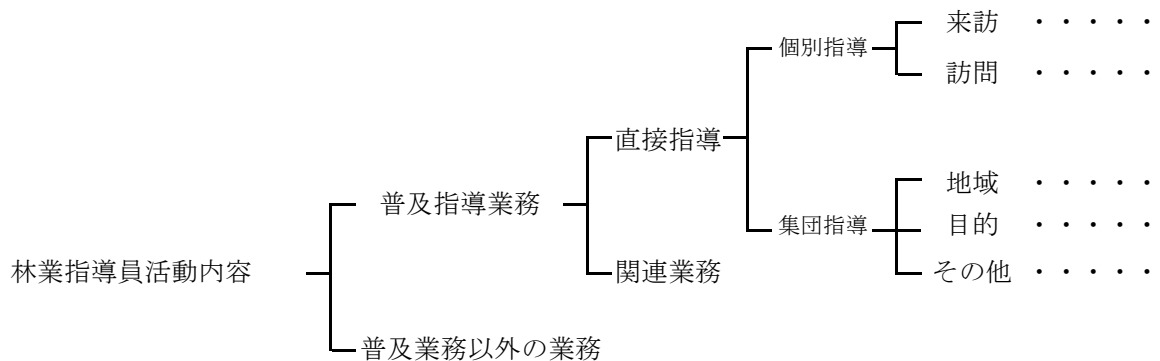 来訪 ・・・・・
個別指導
訪問 ・・・・・
直接指導
地域 ・・・・・
普及指導業務
目的 ・・・・・
集団指導
林業指導員活動内容
関連業務
その他 ・・・・・
普及業務以外の業務